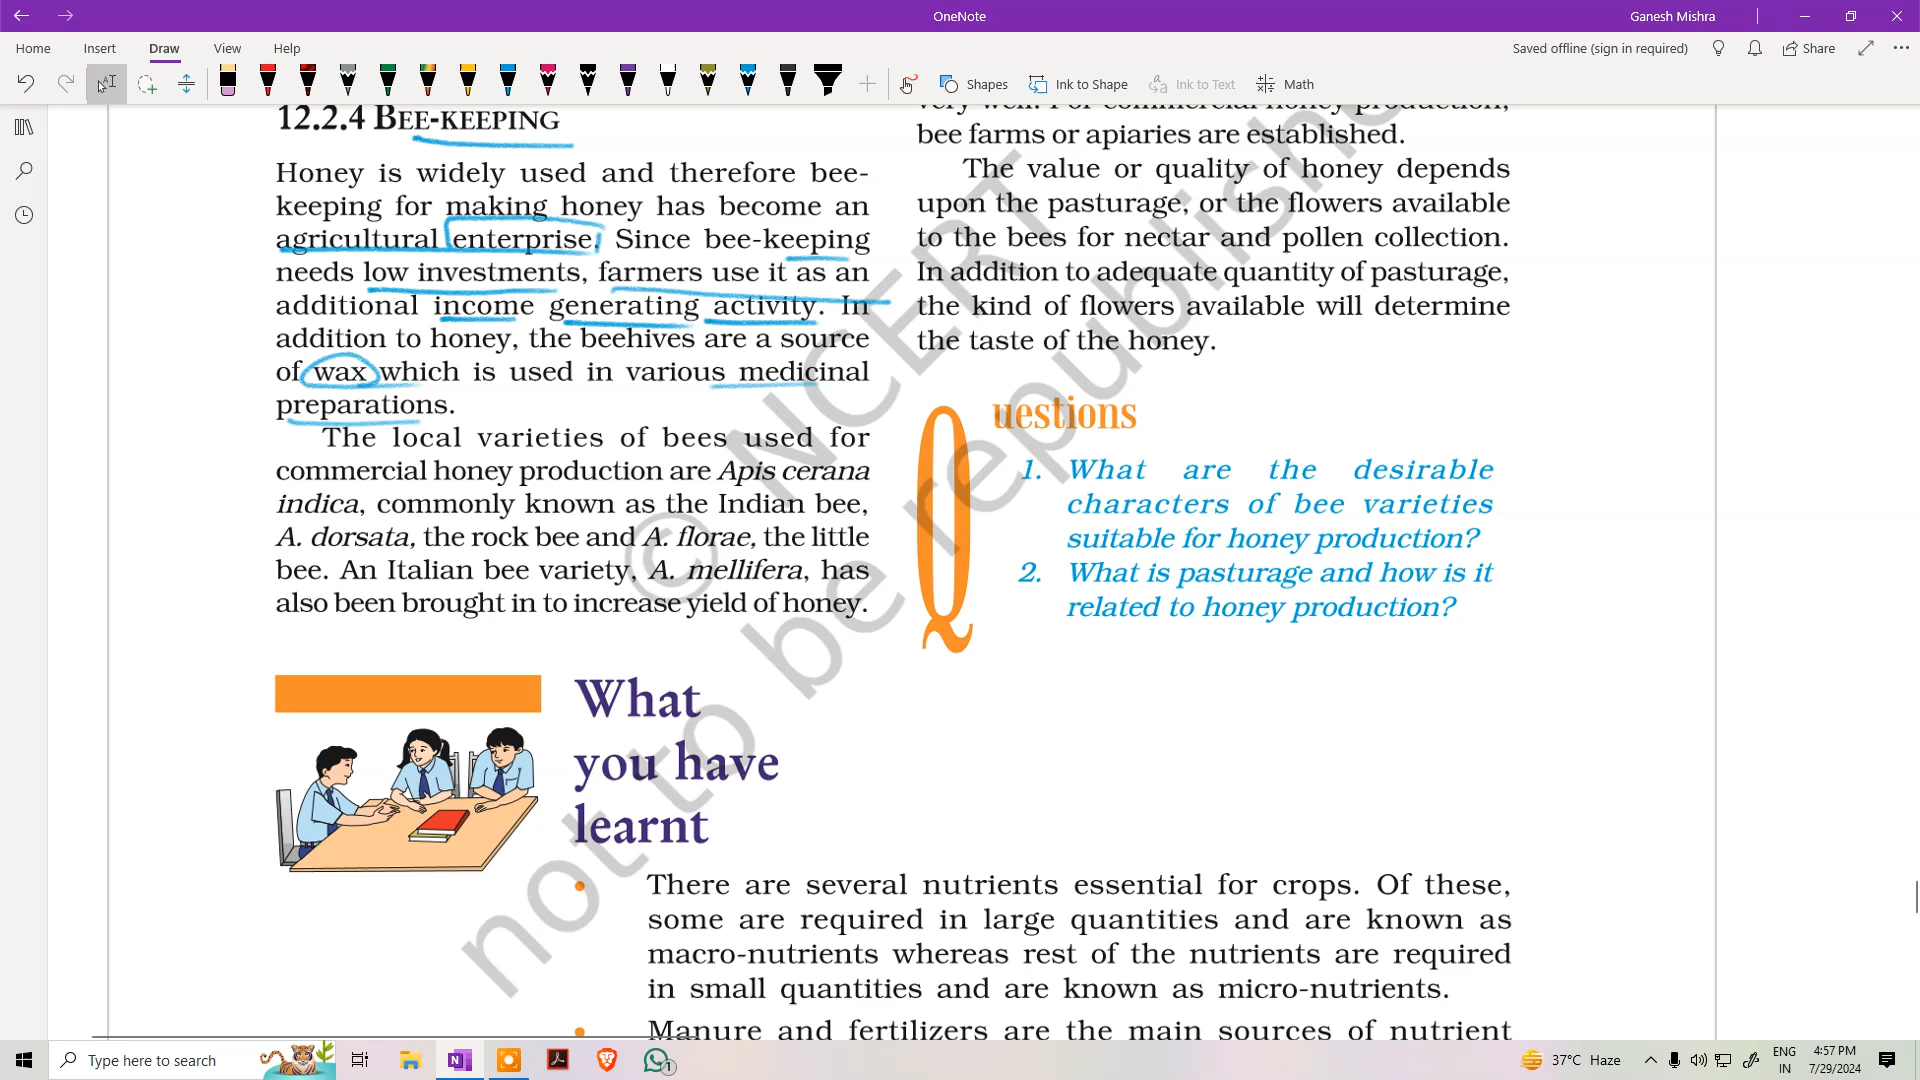 OneNote
Ganesh Mishra
Home Insert Draw View Help
Saved offline (sign in required)
Share
Shapes
Ink to Shape
Ink to Text
Math
12.2.4 BEE-KEEPING
Honey is widely used and therefore bee-
keeping for making honey has become an
agricultural enterprise. Since bee-keeping
needs low investments, farmers use it as an
additional income generating activity. In
addition to honey, the beehives are a source
of wax which is used in various medicinal
preparations.
The local varieties of bees used for
commercial honey production are Apis cerana
indica, commonly known as the Indian bee,
A. dorsata, the rock bee and A. florae, the little
bee. An Italian bee variety, A. mellifera, has
also been brought in to increase yield of honey.
very well. For commercial honey production,
bee farms or apiaries are established.
The value or quality of honey depends
upon the pasturage, or the flowers available
to the bees for nectar and pollen collection.
In addition to adequate quantity of pasturage,
the kind of flowers available will determine
the taste of the honey.
Questions
1. What are the desirable
characters of bee varieties
suitable for honey production?
2. What is pasturage and how is it
related to honey production?
What
you have
learnt
• There are several nutrients essential for crops. Of these,
some are required in large quantities and are known as
macro-nutrients whereas rest of the nutrients are required
in small quantities and are known as micro-nutrients.
• Manure and fertilizers are the main sources of nutrient
© NCERT
not to be republishe
Type here to search
1
37°C Haze
ENG
IN
4:57 PM
7/29/2024